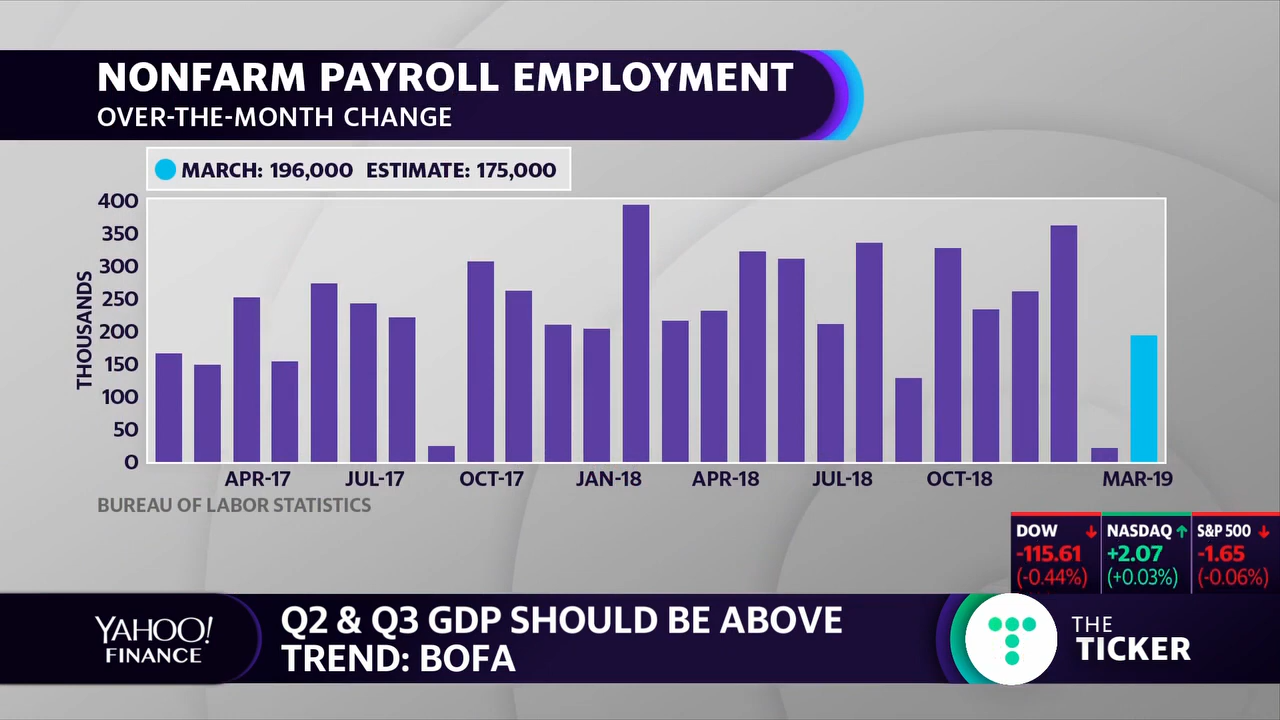 NONFARM PAYROLL EMPLOYMENT
OVER-THE-MONTH CHANGE
MARCH: 196,000 ESTIMATE: 175,000
THOUSANDS
400
350
300
250
200
150
100
50
0
APR-17 JUL-17 OCT-17 JAN-18 APR-18 JUL-18 OCT-18 MAR-19
BUREAU OF LABOR STATISTICS
DOW
-115.61
(-0.44%)
NASDAQ
+2.07
(+0.03%)
S&P 500
-1.65
(-0.06%)
YAHOO!
FINANCE
Q2 & Q3 GDP SHOULD BE ABOVE
TREND: BOFA
THE
TICKER